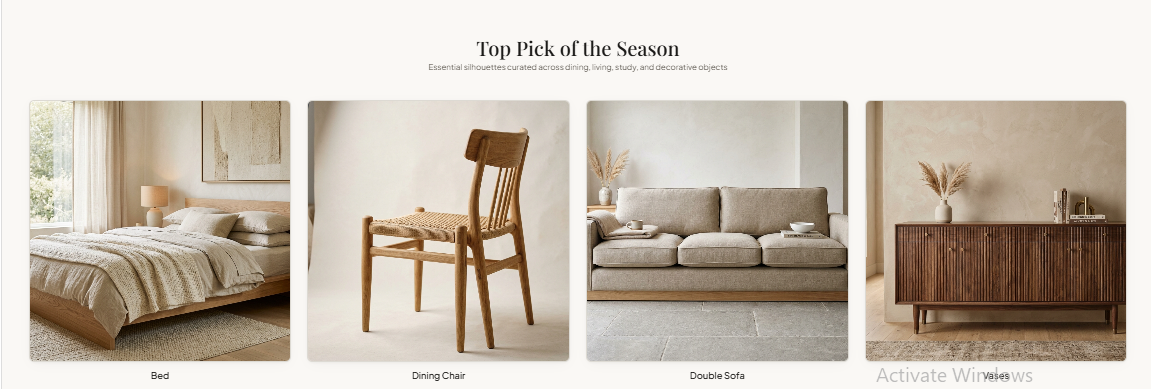 Top Pick of the Season
Essential silhouettes curated across dining, living, study, and decorative objects
Bed
Dining Chair
Double Sofa
Vases
Activate Windows